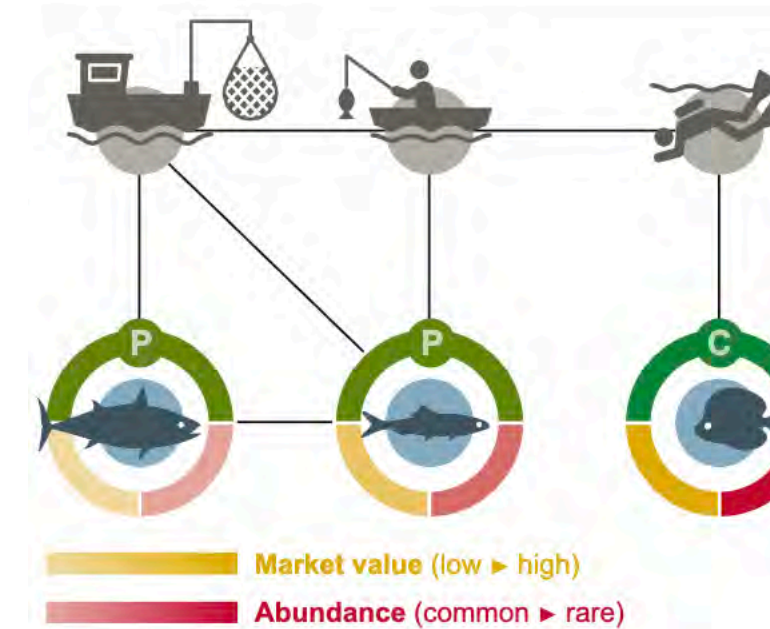 P P C
Market value (low ► high)
Abundance (common ► rare)